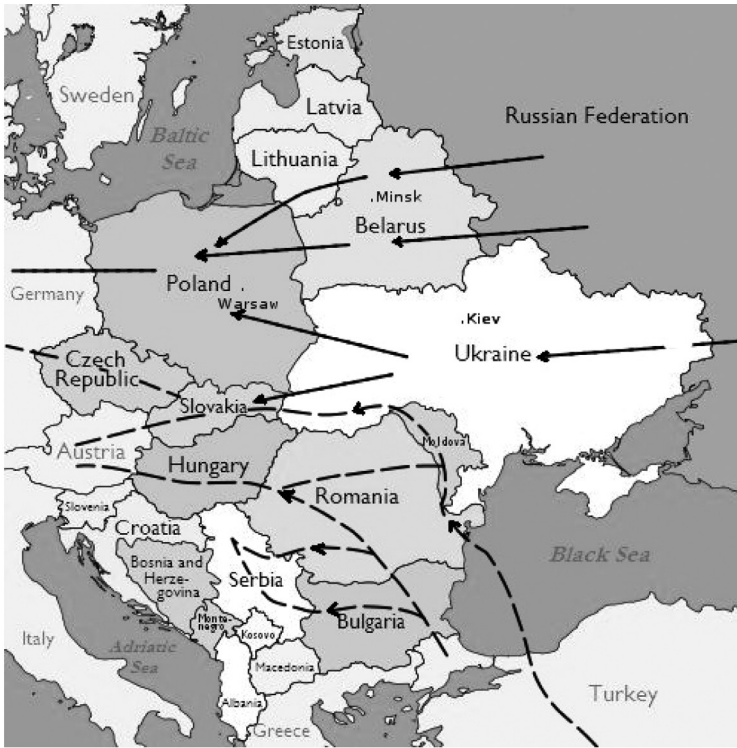 Estonia
Sweden
Latvia
Russian Federation
Baltic
Sea
Lithuania
.Minsk
Belarus
Poland .
Warsaw
Germany
.Kiev
Ukraine
Czech
Republic
Slovakia
Austria
Moldova
Hungary
Romania
Slovenia
Croatia
Black Sea
Bosnia and
Herze-
govina
Serbia
Monte-
negro
Kosovo
Bulgaria
Italy
Adriatic
Sea
Macedonia
Albania
Turkey
Greece